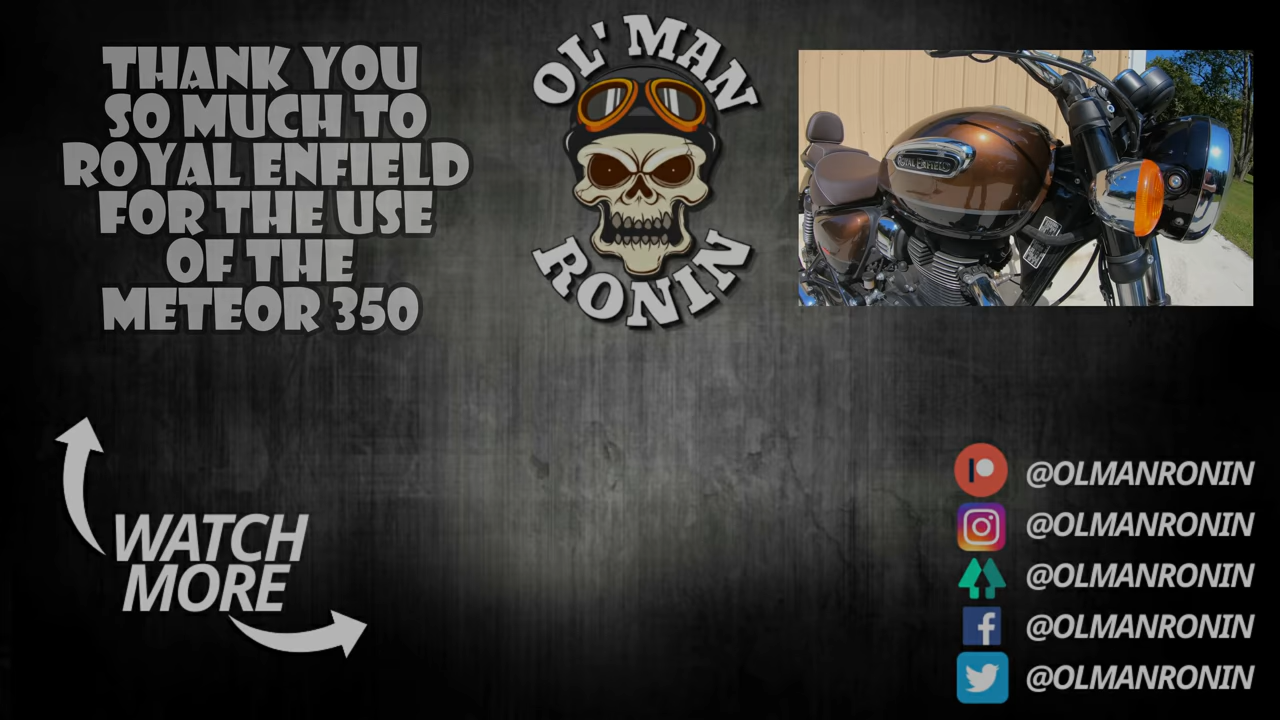 THANK YOU
SO MUCH TO
ROYAL ENFIELD
FOR THE USE
OF THE
METEOR 350
OL' MAN
RONIN
ROYAL ENFIELD
WATCH
MORE
@OLMANRONIN
@OLMANRONIN
@OLMANRONIN
@OLMANRONIN
@OLMANRONIN